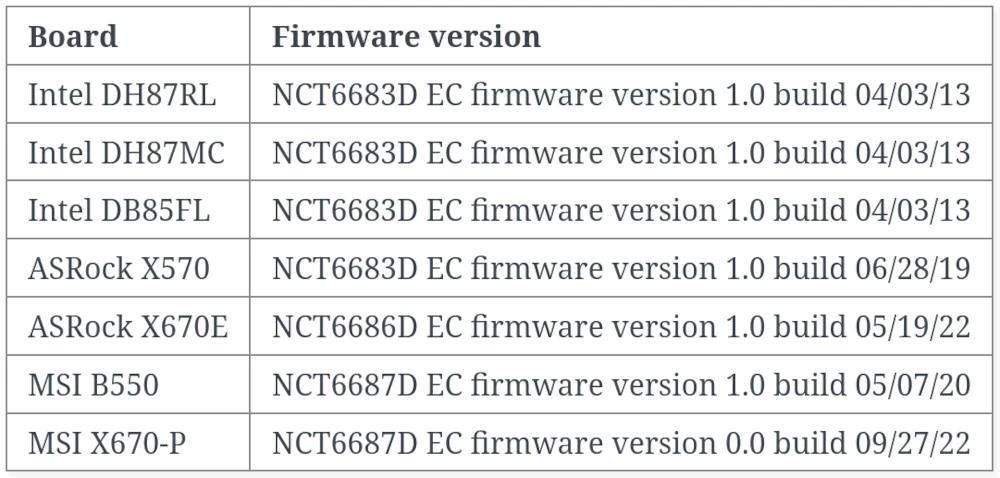 Board Firmware version
Intel DH87RL NCT6683D EC firmware version 1.0 build 04/03/13
Intel DH87MC NCT6683D EC firmware version 1.0 build 04/03/13
Intel DB85FL NCT6683D EC firmware version 1.0 build 04/03/13
ASRock X570 NCT6683D EC firmware version 1.0 build 06/28/19
ASRock X670E NCT6686D EC firmware version 1.0 build 05/19/22
MSI B550 NCT6687D EC firmware version 1.0 build 05/07/20
MSI X670-P NCT6687D EC firmware version 0.0 build 09/27/22